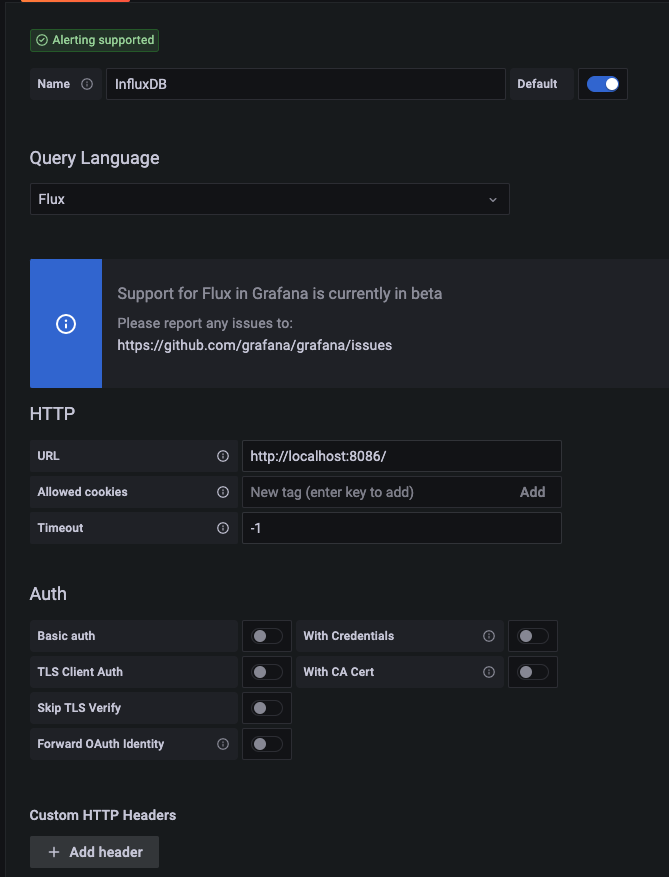 Alerting supported
Name InfluxDB Default
Query Language
Flux
Support for Flux in Grafana is currently in beta
Please report any issues to:
https://github.com/grafana/grafana/issues
HTTP
URL http://localhost:8086/
Allowed cookies New tag (enter key to add) Add
Timeout -1
Auth
Basic auth With Credentials
TLS Client Auth With CA Cert
Skip TLS Verify
Forward OAuth Identity
Custom HTTP Headers
+ Add header